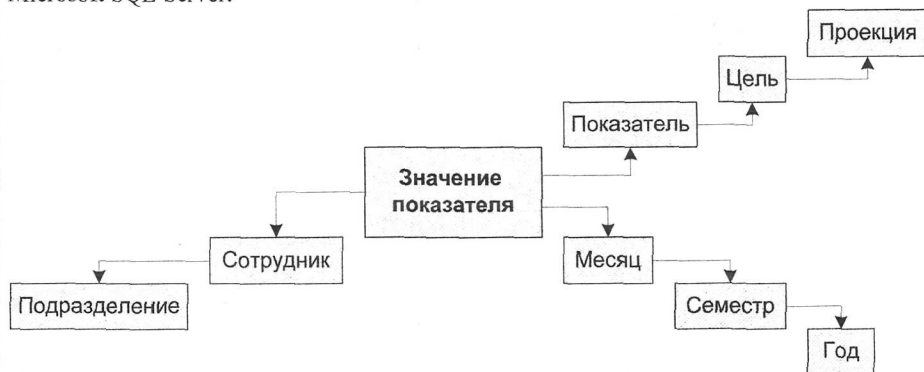 Microsoft SQL Server.
Проекция
Цель
Показатель
Значение
показателя
Сотрудник
Месяц
Подразделение
Семестр
Год